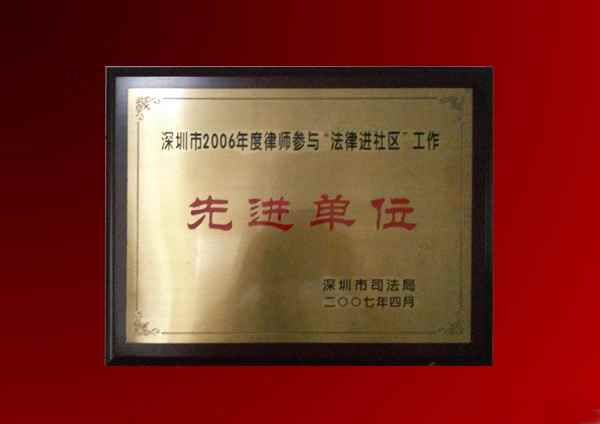 深圳市2006年度律师参与“法律进社区”工作
先进单位
深圳市司法局
二〇〇七年四月